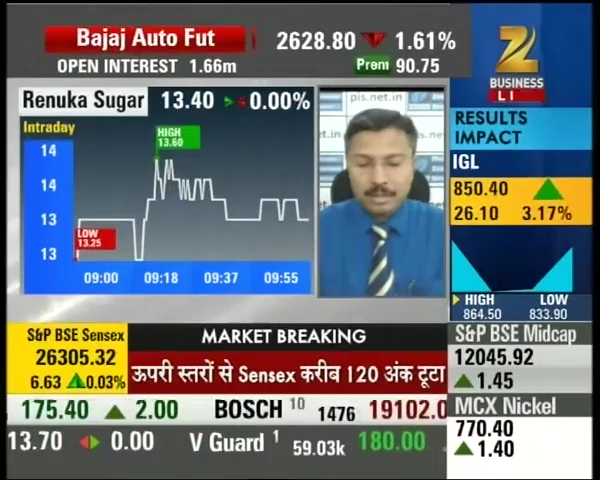 Bajaj Auto Fut 2628.80 1.61%
OPEN INTEREST 1.66m Prem 90.75
BUSINESS
LI
Renuka Sugar 13.40 0.00%
Intraday
14
14
13
13
HIGH
13.60
LOW
13.25
09:00 09:18 09:37 09:55
pis.net.in
RESULTS
IMPACT
IGL
850.40
26.10 3.17%
HIGH LOW
864.50 833.90
S&P BSE Sensex
26305.32
6.63 0.03%
MARKET BREAKING
ऊपरी स्तरों से Sensex करीब 120 अंक टूटा
S&P BSE Midcap
12045.92
1.45
MCX Nickel
770.40
1.40
175.40 2.00 BOSCH 10 1476 19102.0
13.70 0.00 V Guard 1 59.03k 180.00